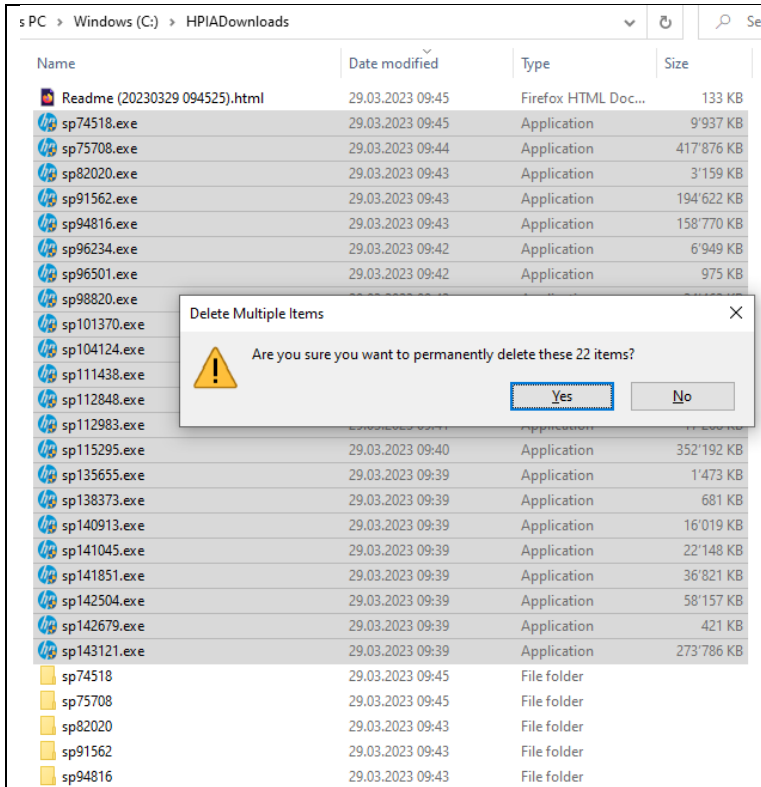 s PC > Windows (C:) > HPIADownloads Se
Name Date modified Type Size
Readme (20230329 094525).html 29.03.2023 09:45 Firefox HTML Doc... 133 KB
sp74518.exe 29.03.2023 09:45 Application 9'937 KB
sp75708.exe 29.03.2023 09:44 Application 417'876 KB
sp82020.exe 29.03.2023 09:43 Application 3'159 KB
sp91562.exe 29.03.2023 09:43 Application 194'622 KB
sp94816.exe 29.03.2023 09:43 Application 158'770 KB
sp96234.exe 29.03.2023 09:42 Application 6'949 KB
sp96501.exe 29.03.2023 09:42 Application 975 KB
sp98820.exe
sp101370.exe
sp104124.exe
sp111438.exe
sp112848.exe
sp112983.exe
Delete Multiple Items
Are you sure you want to permanently delete these 22 items?
Yes No
sp115295.exe 29.03.2023 09:40 Application 352'192 KB
sp135655.exe 29.03.2023 09:39 Application 1'473 KB
sp138373.exe 29.03.2023 09:39 Application 681 KB
sp140913.exe 29.03.2023 09:39 Application 16'019 KB
sp141045.exe 29.03.2023 09:39 Application 22'148 KB
sp141851.exe 29.03.2023 09:39 Application 36'821 KB
sp142504.exe 29.03.2023 09:39 Application 58'157 KB
sp142679.exe 29.03.2023 09:39 Application 421 KB
sp143121.exe 29.03.2023 09:39 Application 273'786 KB
sp74518 29.03.2023 09:45 File folder
sp75708 29.03.2023 09:45 File folder
sp82020 29.03.2023 09:43 File folder
sp91562 29.03.2023 09:43 File folder
sp94816 29.03.2023 09:43 File folder